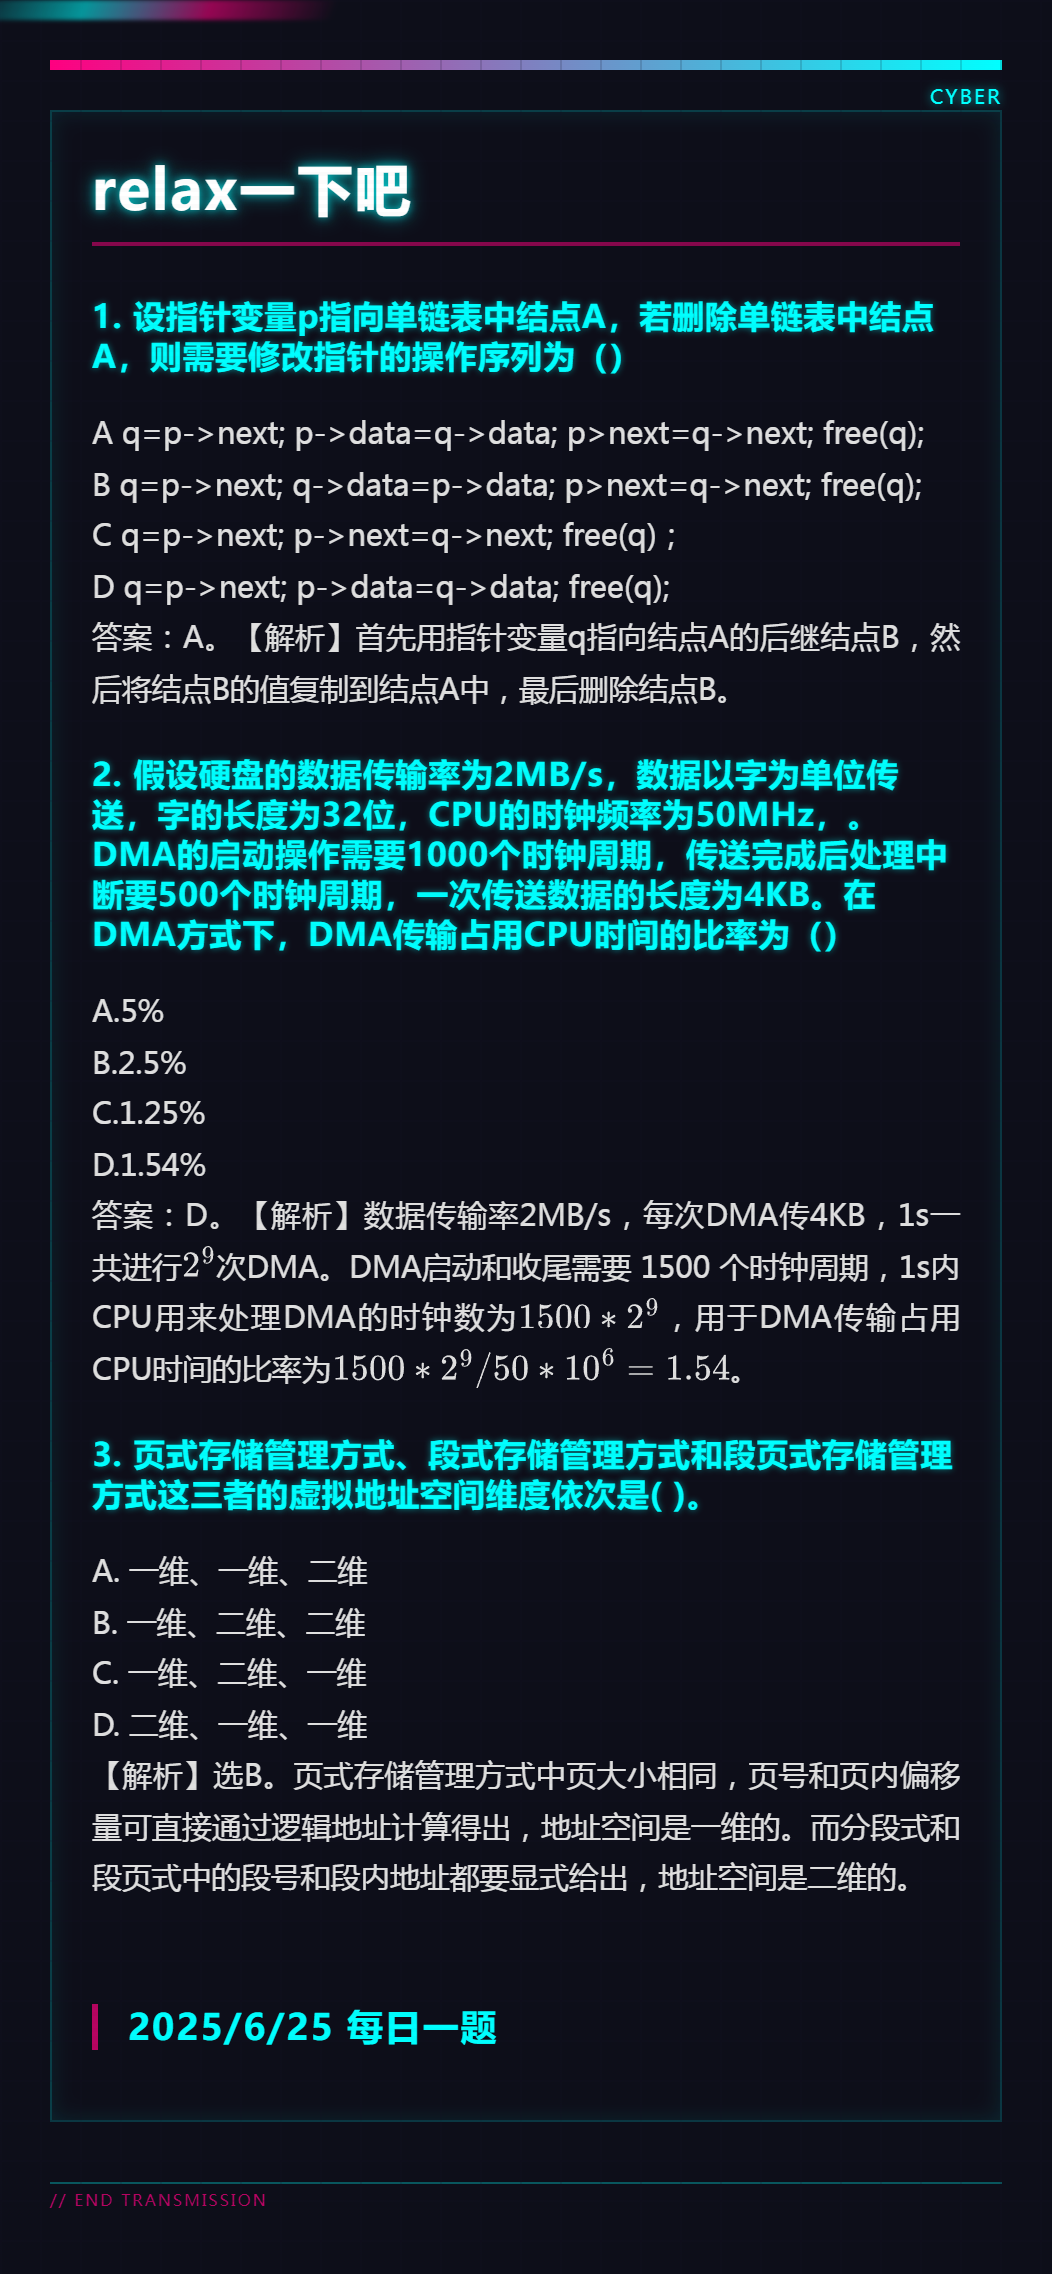 CYBER
relax一下吧
1. 设指针变量p指向单链表中结点A，若删除单链表中结点
A，则需要修改指针的操作序列为（）
A q=p->next; p->data=q->data; p>next=q->next; free(q);
B q=p->next; q->data=p->data; p>next=q->next; free(q);
C q=p->next; p->next=q->next; free(q)；
D q=p->next; p->data=q->data; free(q);
答案：A。【解析】首先用指针变量q指向结点A的后继结点B，然
后将结点B的值复制到结点A中，最后删除结点B。
2. 假设硬盘的数据传输率为2MB/s，数据以字为单位传
送，字的长度为32位，CPU的时钟频率为50MHz，。
DMA的启动操作需要1000个时钟周期，传送完成后处理中
断要500个时钟周期，一次传送数据的长度为4KB。在
DMA方式下，DMA传输占用CPU时间的比率为（）
A.5%
B.2.5%
C.1.25%
D.1.54%
答案：D。【解析】数据传输率2MB/s，每次DMA传4KB，1s一
共进行2^9次DMA。DMA启动和收尾需要 1500 个时钟周期，1s内
CPU用来处理DMA的时钟数为1500 * 2^9，用于DMA传输占用
CPU时间的比率为1500 * 2^9/50 * 10^6 = 1.54。
3. 页式存储管理方式、段式存储管理方式和段页式存储管理
方式这三者的虚拟地址空间维度依次是( )。
A. 一维、一维、二维
B. 一维、二维、二维
C. 一维、二维、一维
D. 二维、一维、一维
【解析】选B。页式存储管理方式中页大小相同，页号和页内偏移
量可直接通过逻辑地址计算得出，地址空间是一维的。而分段式和
段页式中的段号和段内地址都要显式给出，地址空间是二维的。
2025/6/25 每日一题
// END TRANSMISSION